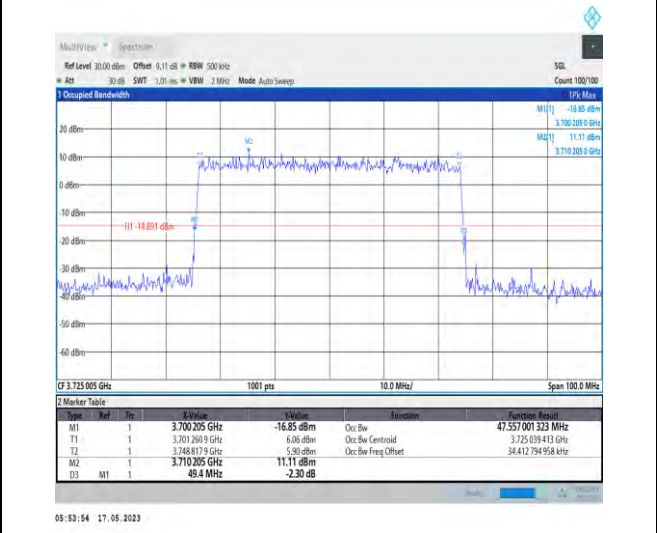 MultiView Spectrum
Ref Level 30.00 dBm Offset 9.11 dB RBW 500 kHz SGL
Att 30 dB SWT 1.01 ms VBW 2 MHz Mode Auto Sweep Count 100/100
1 Occupied Bandwidth 1Pk Max
M1[1] -16.85 dBm
3.700 205 0 GHz
M2[1] 11.11 dBm
3.710 205 0 GHz
20 dBm
M2
10 dBm
0 dBm
-10 dBm
M1
H1 -14.891 dBm
-20 dBm
-30 dBm
-40 dBm
-50 dBm
-60 dBm
CF 3.725 005 GHz 1001 pts 10.0 MHz/ Span 100.0 MHz
2 Marker Table
Type Ref Trc X-Value Y-Value Function Function Result
M1 1 3.700 205 GHz -16.85 dBm Occ Bw 47.557 001 323 MHz
T1 1 3.701 260 9 GHz 6.06 dBm Occ Bw Centroid 3.725 039 413 GHz
T2 1 3.748 817 9 GHz 5.90 dBm Occ Bw Freq Offset 34.412 794 958 kHz
M2 1 3.710 205 GHz 11.11 dBm
D3 M1 1 49.4 MHz -2.30 dB
05:53:54 17.05.2023